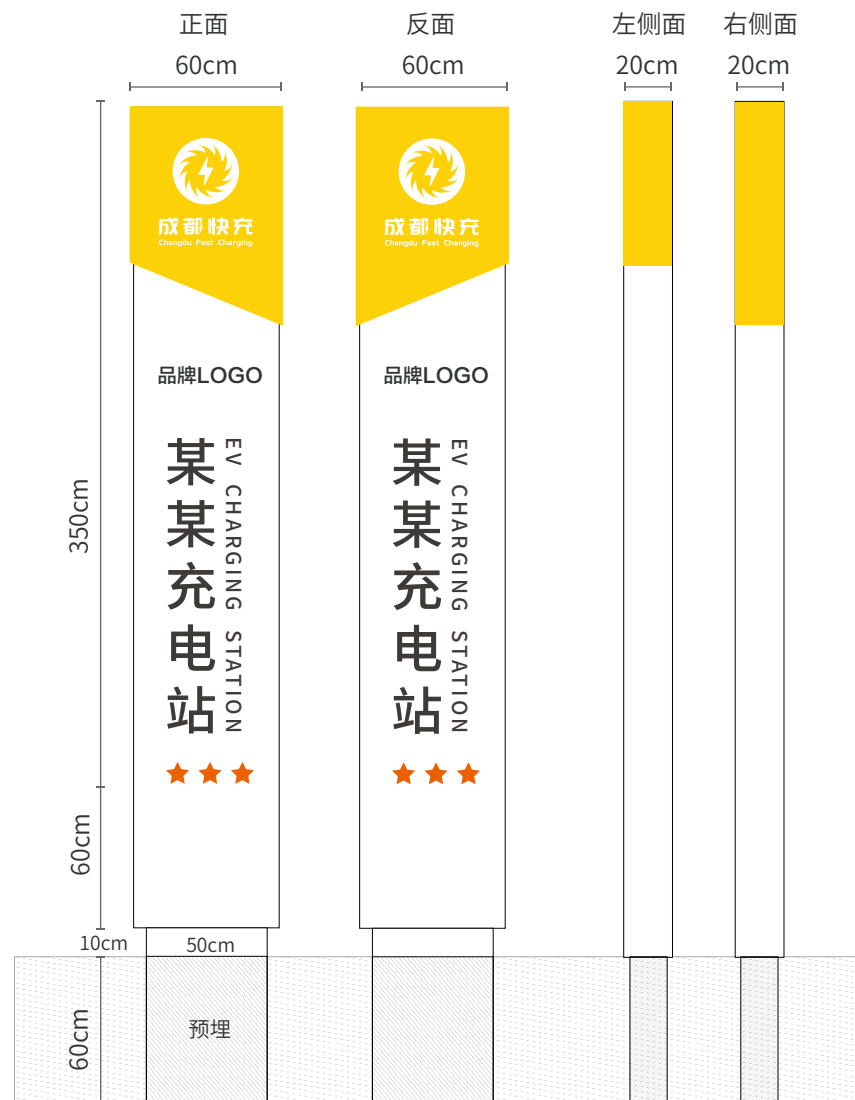 正面
反面
左侧面
右侧面
60cm
60cm
20cm
20cm
成都快充
Chengdu Fast Charging
成都快充
Chengdu Fast Charging
品牌LOGO
品牌LOGO
某某充电站
EV CHARGING STATION
某某充电站
EV CHARGING STATION
350cm
60cm
10cm
50cm
预埋
60cm